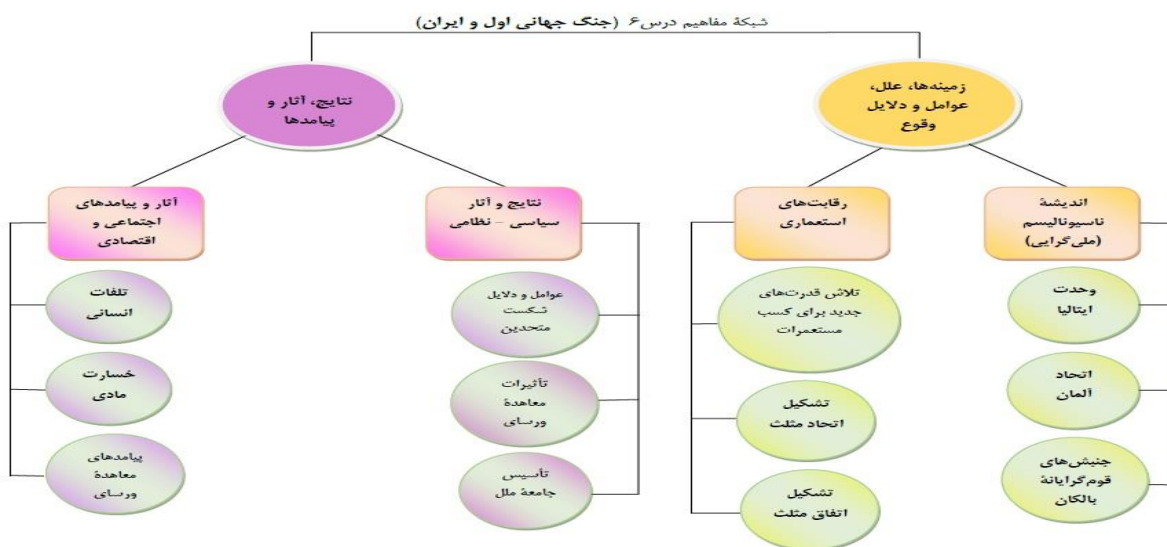 شبکهٔ مفاهیم درس۶ (جنگ جهانی اول و ایران)
زمینه‌ها، علل،
عوامل و دلایل
وقوع
اندیشهٔ
ناسیونالیسم
(ملی‌گرایی)
وحدت
ایتالیا
اتحاد
آلمان
جنبش‌های
قوم‌گرایانهٔ
بالکان
رقابت‌های
استعماری
تلاش قدرت‌های
جدید برای کسب
مستعمرات
تشکیل
اتحاد مثلث
تشکیل
اتفاق مثلث
نتایج، آثار و
پیامدها
نتایج و آثار
سیاسی – نظامی
عوامل و دلایل
شکست
متحدین
تأثیرات
معاهدهٔ
ورسای
تأسیس
جامعهٔ ملل
آثار و پیامدهای
اجتماعی و
اقتصادی
تلفات
انسانی
خسارت
مادی
پیامدهای
معاهدهٔ
ورسای